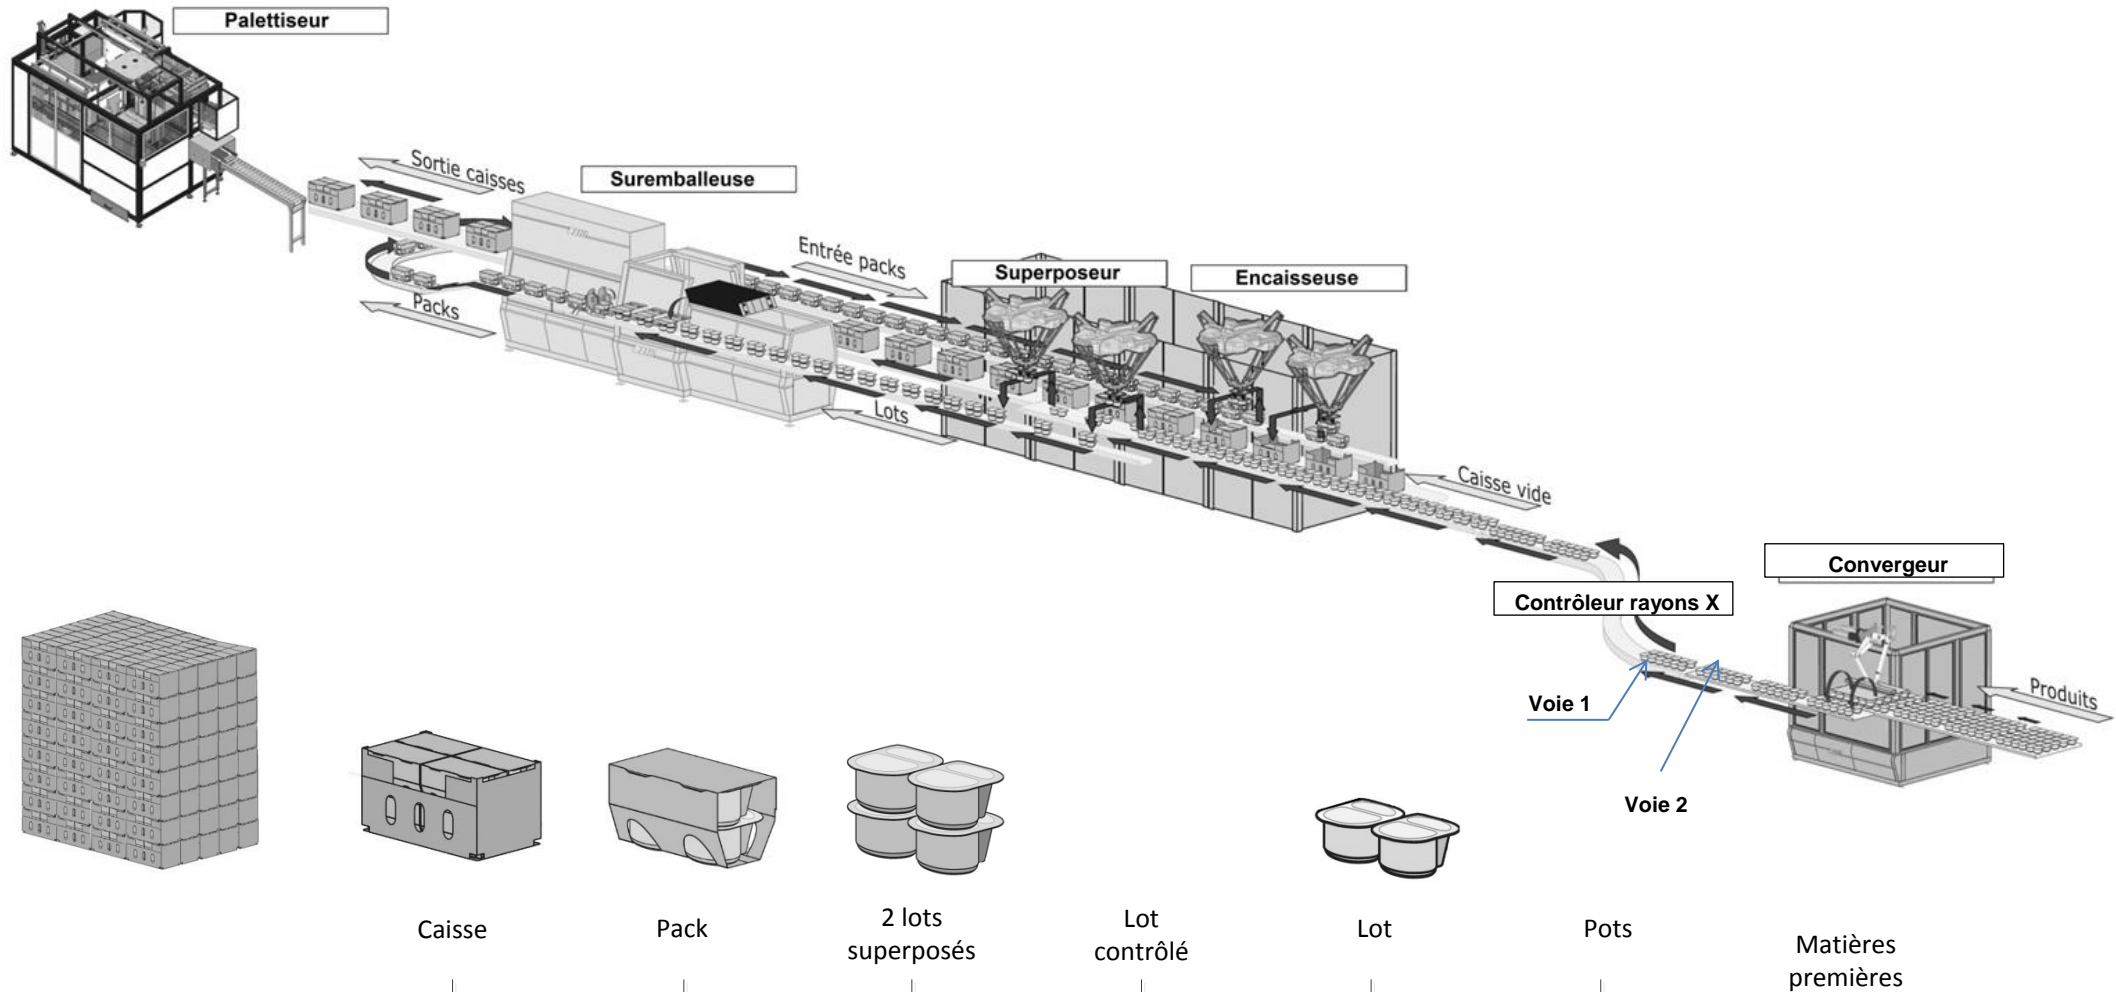 Palettiseur
Sortie caisses
Suremballeuse
Entrée packs
Superposeur
Encaisseuse
Packs
Lots
Caisse vide
Convergeur
Contrôleur rayons X
Produits
Voie 1
Voie 2
Caisse
Pack
2 lots
superposés
Lot
contrôlé
Lot
Pots
Matières
premières